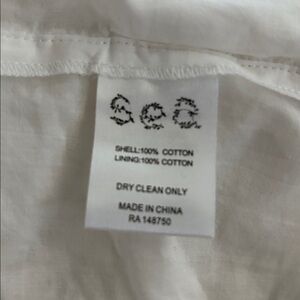 Sea
SHELL:100% COTTON
LINING:100% COTTON
DRY CLEAN ONLY
MADE IN CHINA
RA 148750